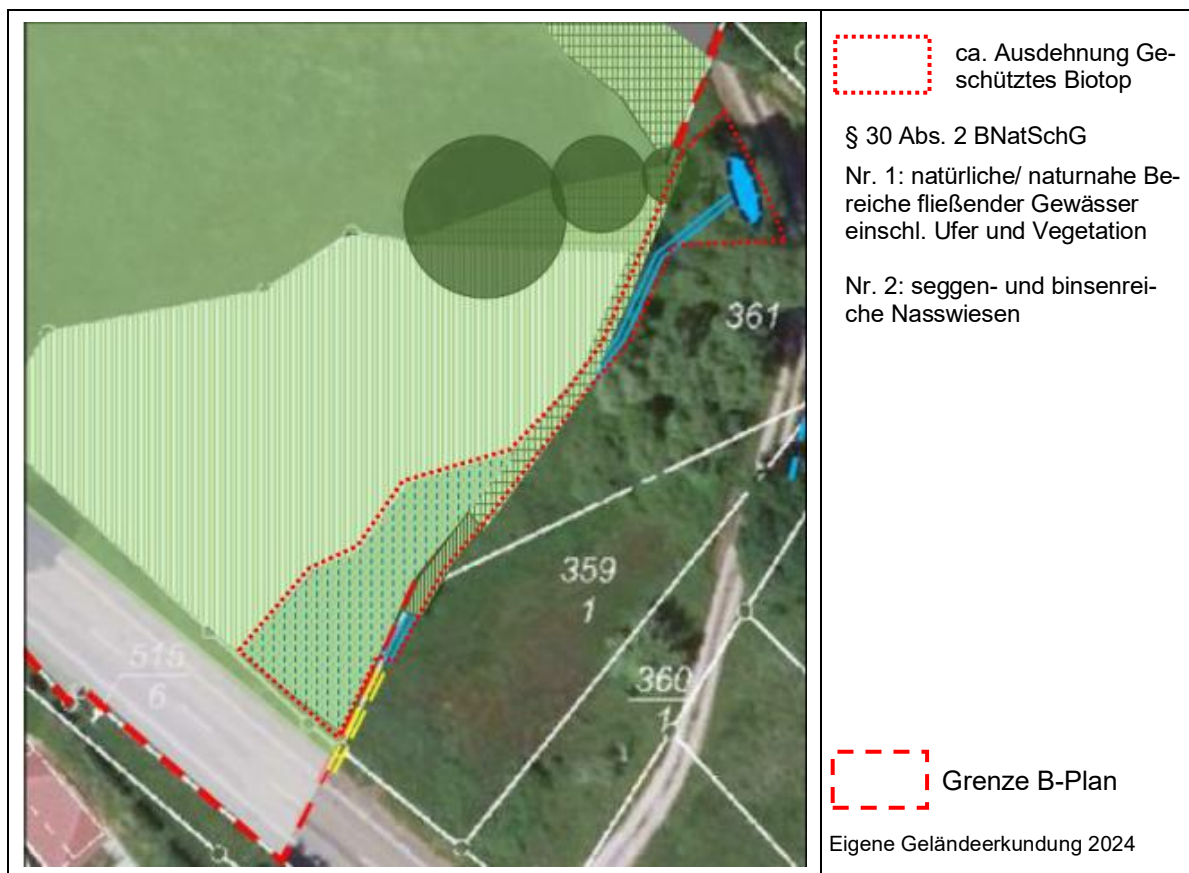 ca. Ausdehnung Ge-
schütztes Biotop
§ 30 Abs. 2 BNatSchG
Nr. 1: natürliche/ naturnahe Be-
reiche fließender Gewässer
einschl. Ufer und Vegetation
Nr. 2: seggen- und binsenrei-
che Nasswiesen
361
359
1
515
6
360
1
Grenze B-Plan
Eigene Geländeerkundung 2024